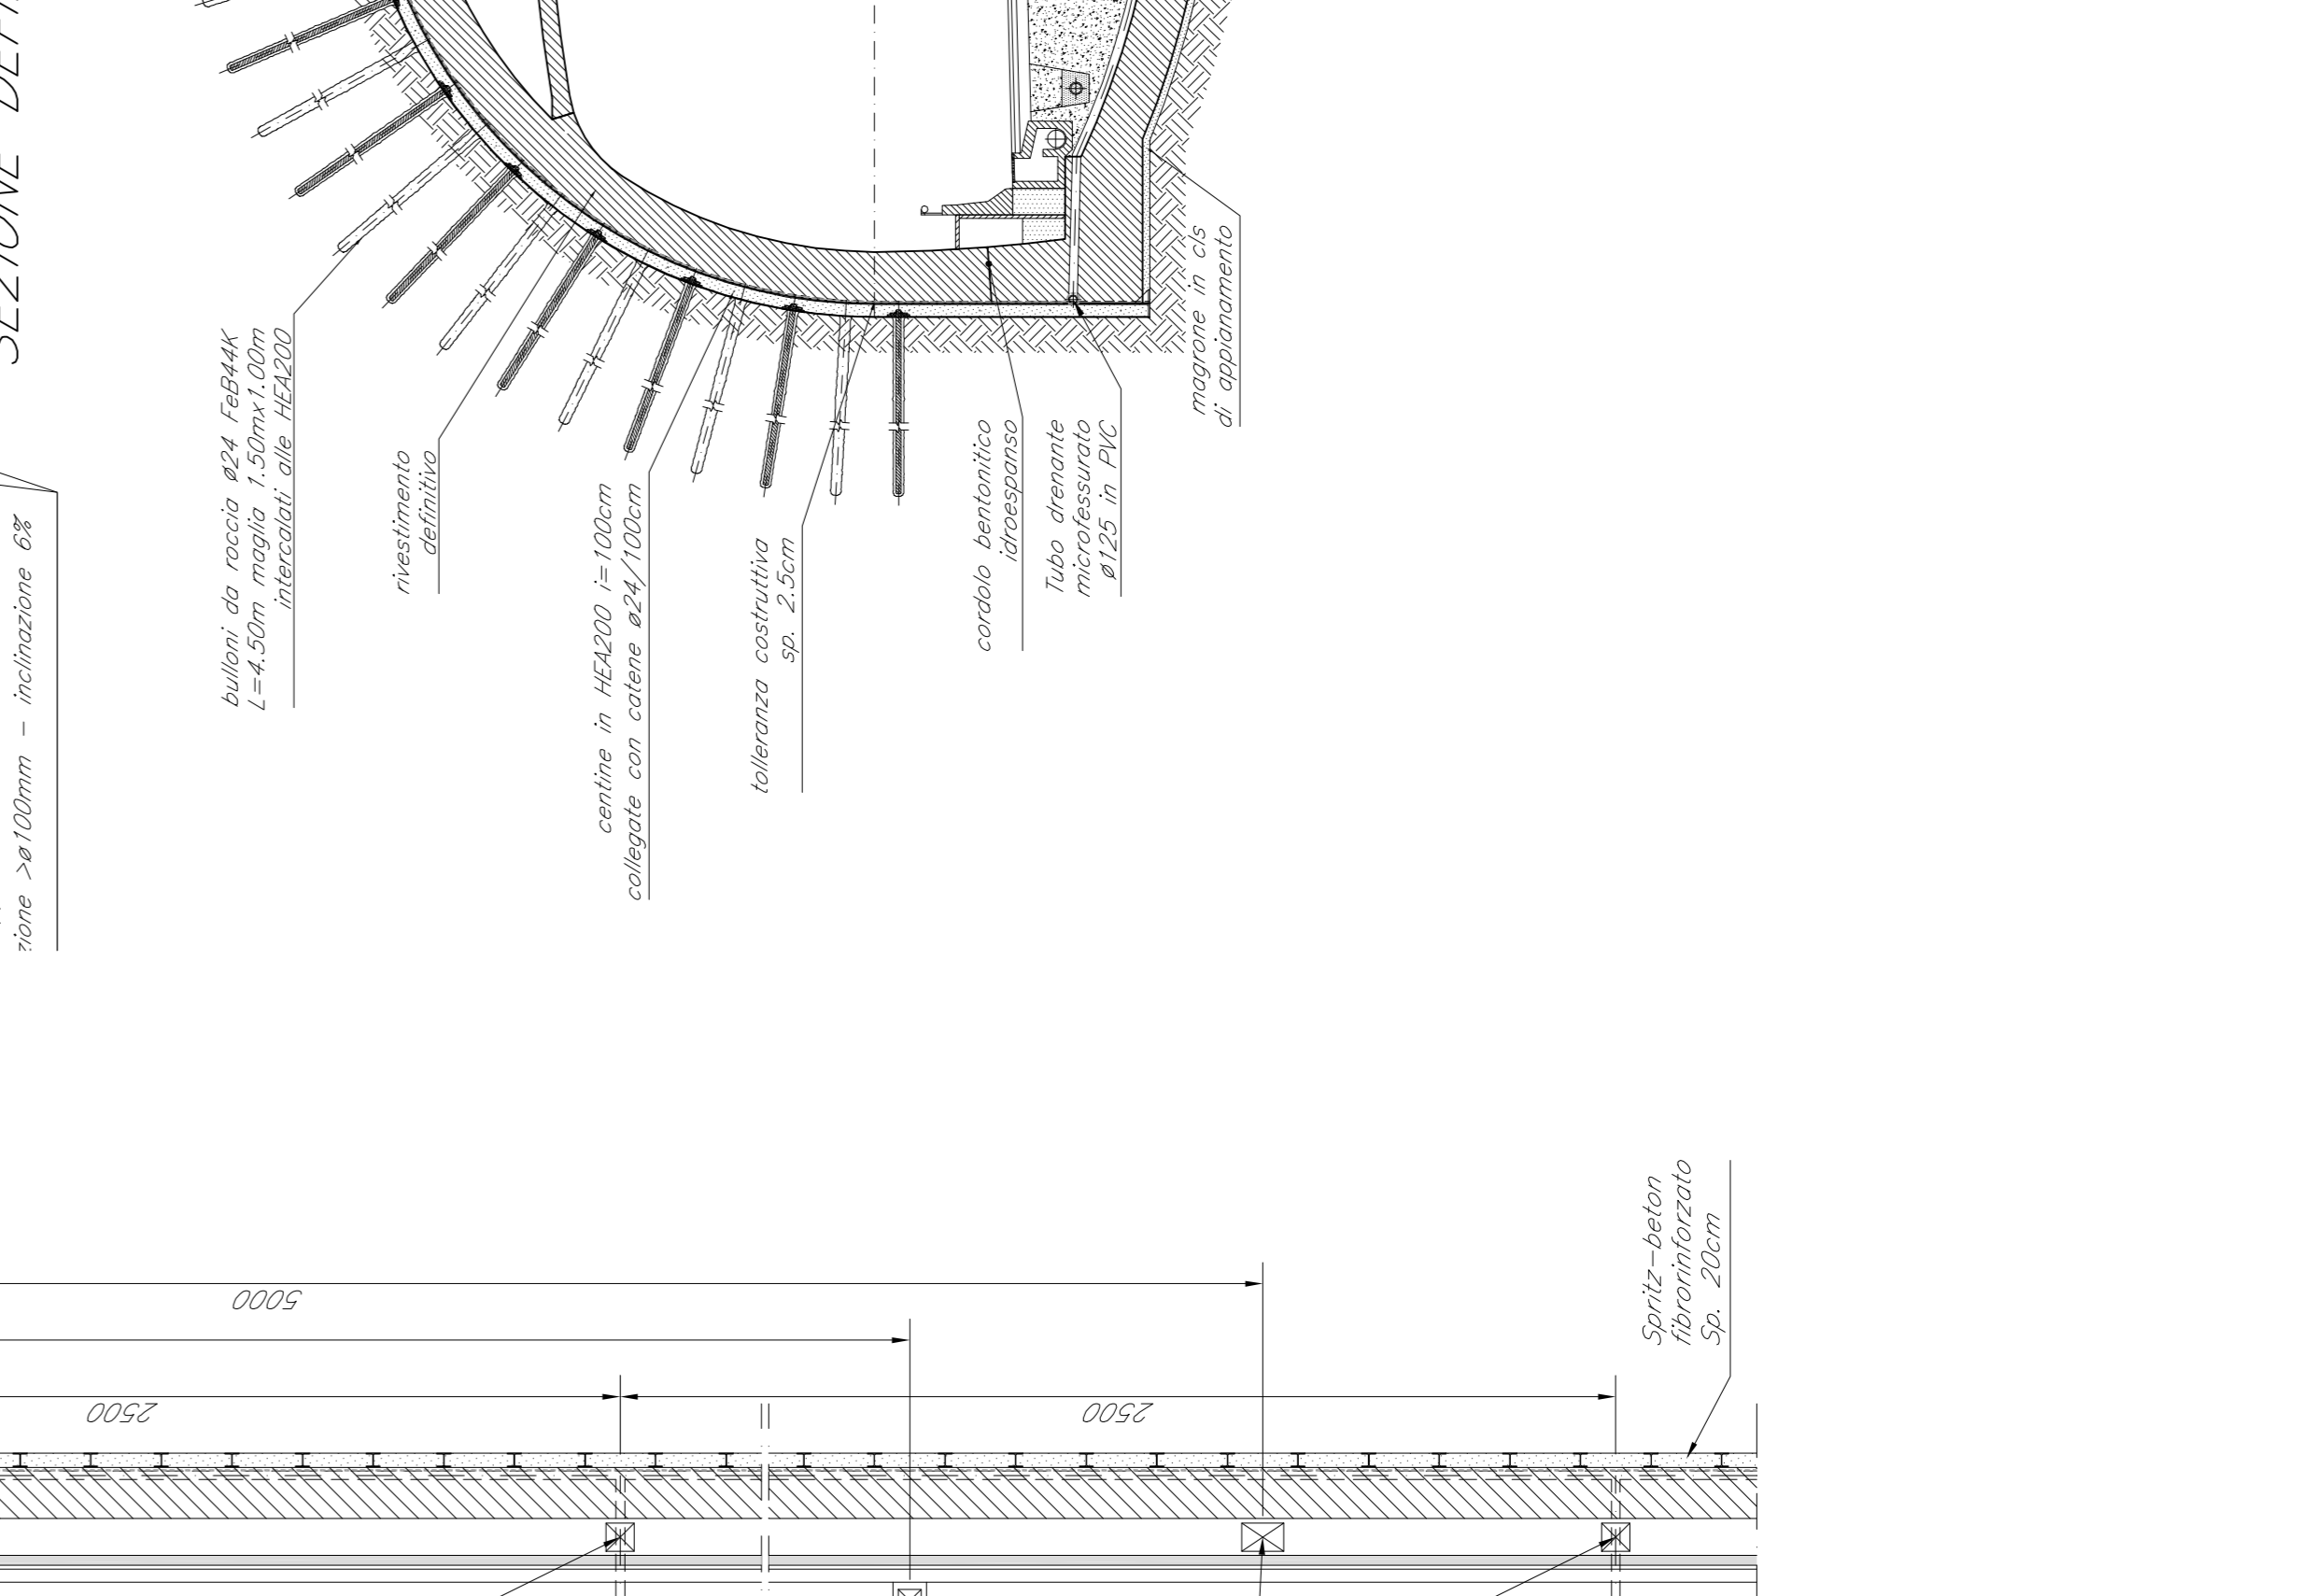 SEZIONE DEFI
zione >ø100mm - inclinazione 6%
bulloni da roccia ø24 FeB44K
L=4.50m maglia 1.50mx1.00m
intercalati alle HEA200
rivestimento
definitivo
centine in HEA200 i=100cm
collegate con catene ø24/100cm
tolleranza costruttiva
sp. 2.5cm
cordolo bentonitico
idroespanso
Tubo drenante
microfessurato
ø125 in PVC
magrone in cls
di appianamento
Spritz-beton
fibrorinforzato
Sp. 20cm
5000
2500
2500